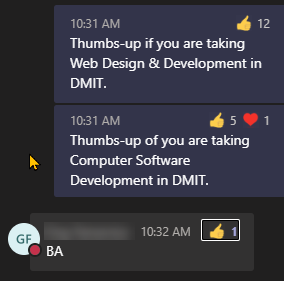 10:31 AM 👍 12
Thumbs-up if you are taking
Web Design & Development in
DMIT.
10:31 AM 👍 5 ❤️ 1
Thumbs-up of you are taking
Computer Software
Development in DMIT.
GF 10:32 AM 👍 1
BA